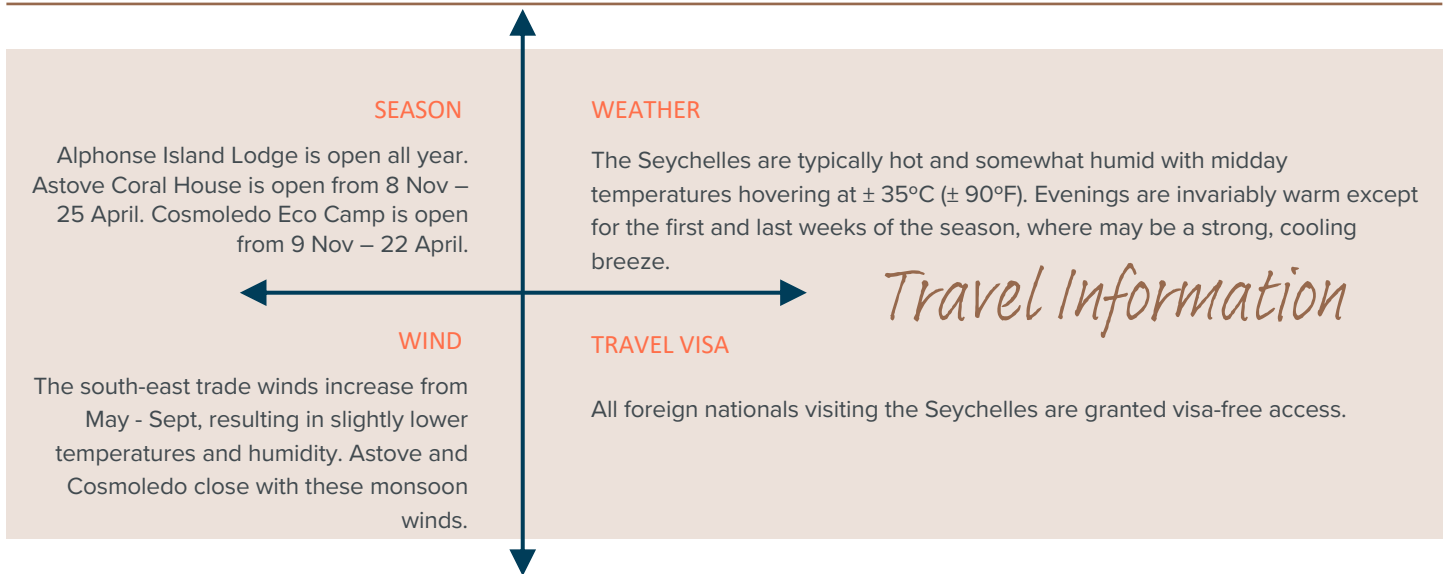 SEASON
Alphonse Island Lodge is open all year.
Astove Coral House is open from 8 Nov –
25 April. Cosmoledo Eco Camp is open
from 9 Nov – 22 April.
WEATHER
The Seychelles are typically hot and somewhat humid with midday
temperatures hovering at ± 35ºC (± 90ºF). Evenings are invariably warm except
for the first and last weeks of the season, where may be a strong, cooling
breeze.
Travel Information
WIND
The south-east trade winds increase from
May - Sept, resulting in slightly lower
temperatures and humidity. Astove and
Cosmoledo close with these monsoon
winds.
TRAVEL VISA
All foreign nationals visiting the Seychelles are granted visa-free access.